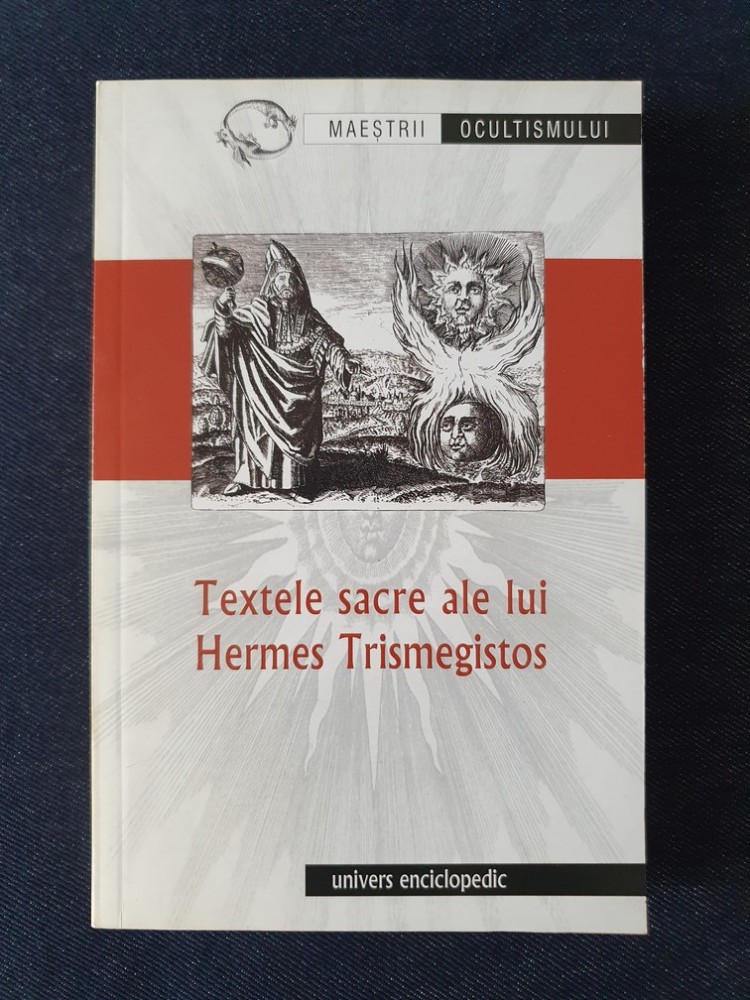 MAEȘTRII OCULTISMULUI
Textele sacre ale lui
Hermes Trismegistos
univers enciclopedic